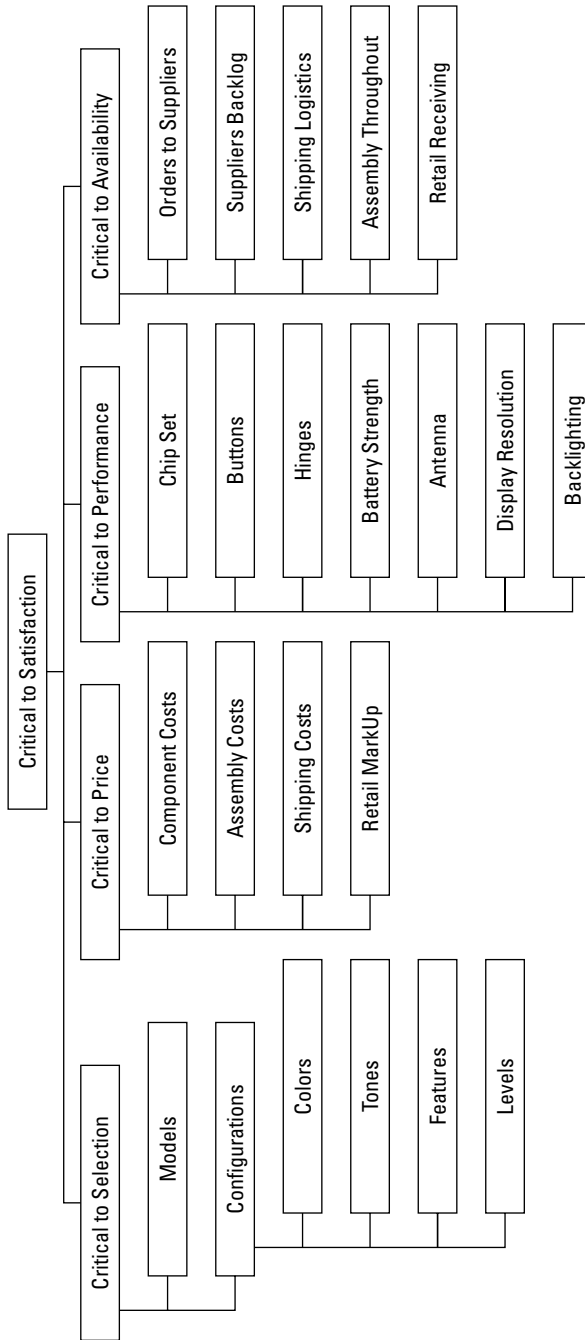 Critical to Satisfaction
Critical to Selection
Models
Configurations
Colors
Tones
Features
Levels
Critical to Price
Component Costs
Assembly Costs
Shipping Costs
Retail MarkUp
Critical to Performance
Chip Set
Buttons
Hinges
Battery Strength
Antenna
Display Resolution
Backlighting
Critical to Availability
Orders to Suppliers
Suppliers Backlog
Shipping Logistics
Assembly Throughout
Retail Receiving